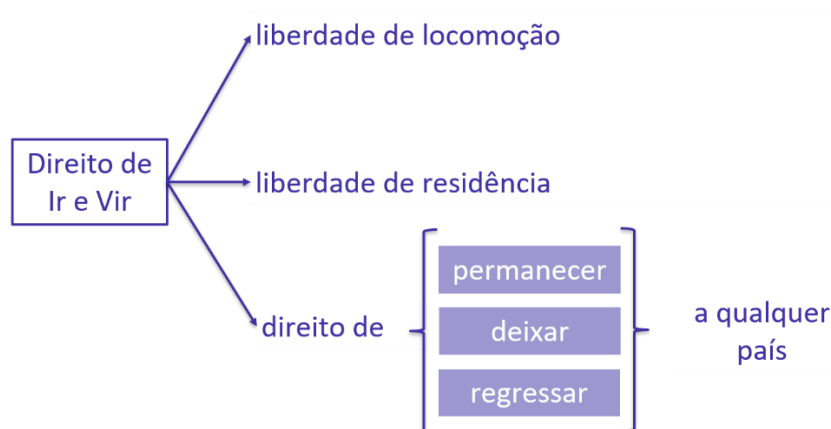 liberdade de locomoção
Direito de
Ir e Vir
liberdade de residência
direito de
permanecer
deixar
regressar
a qualquer
país